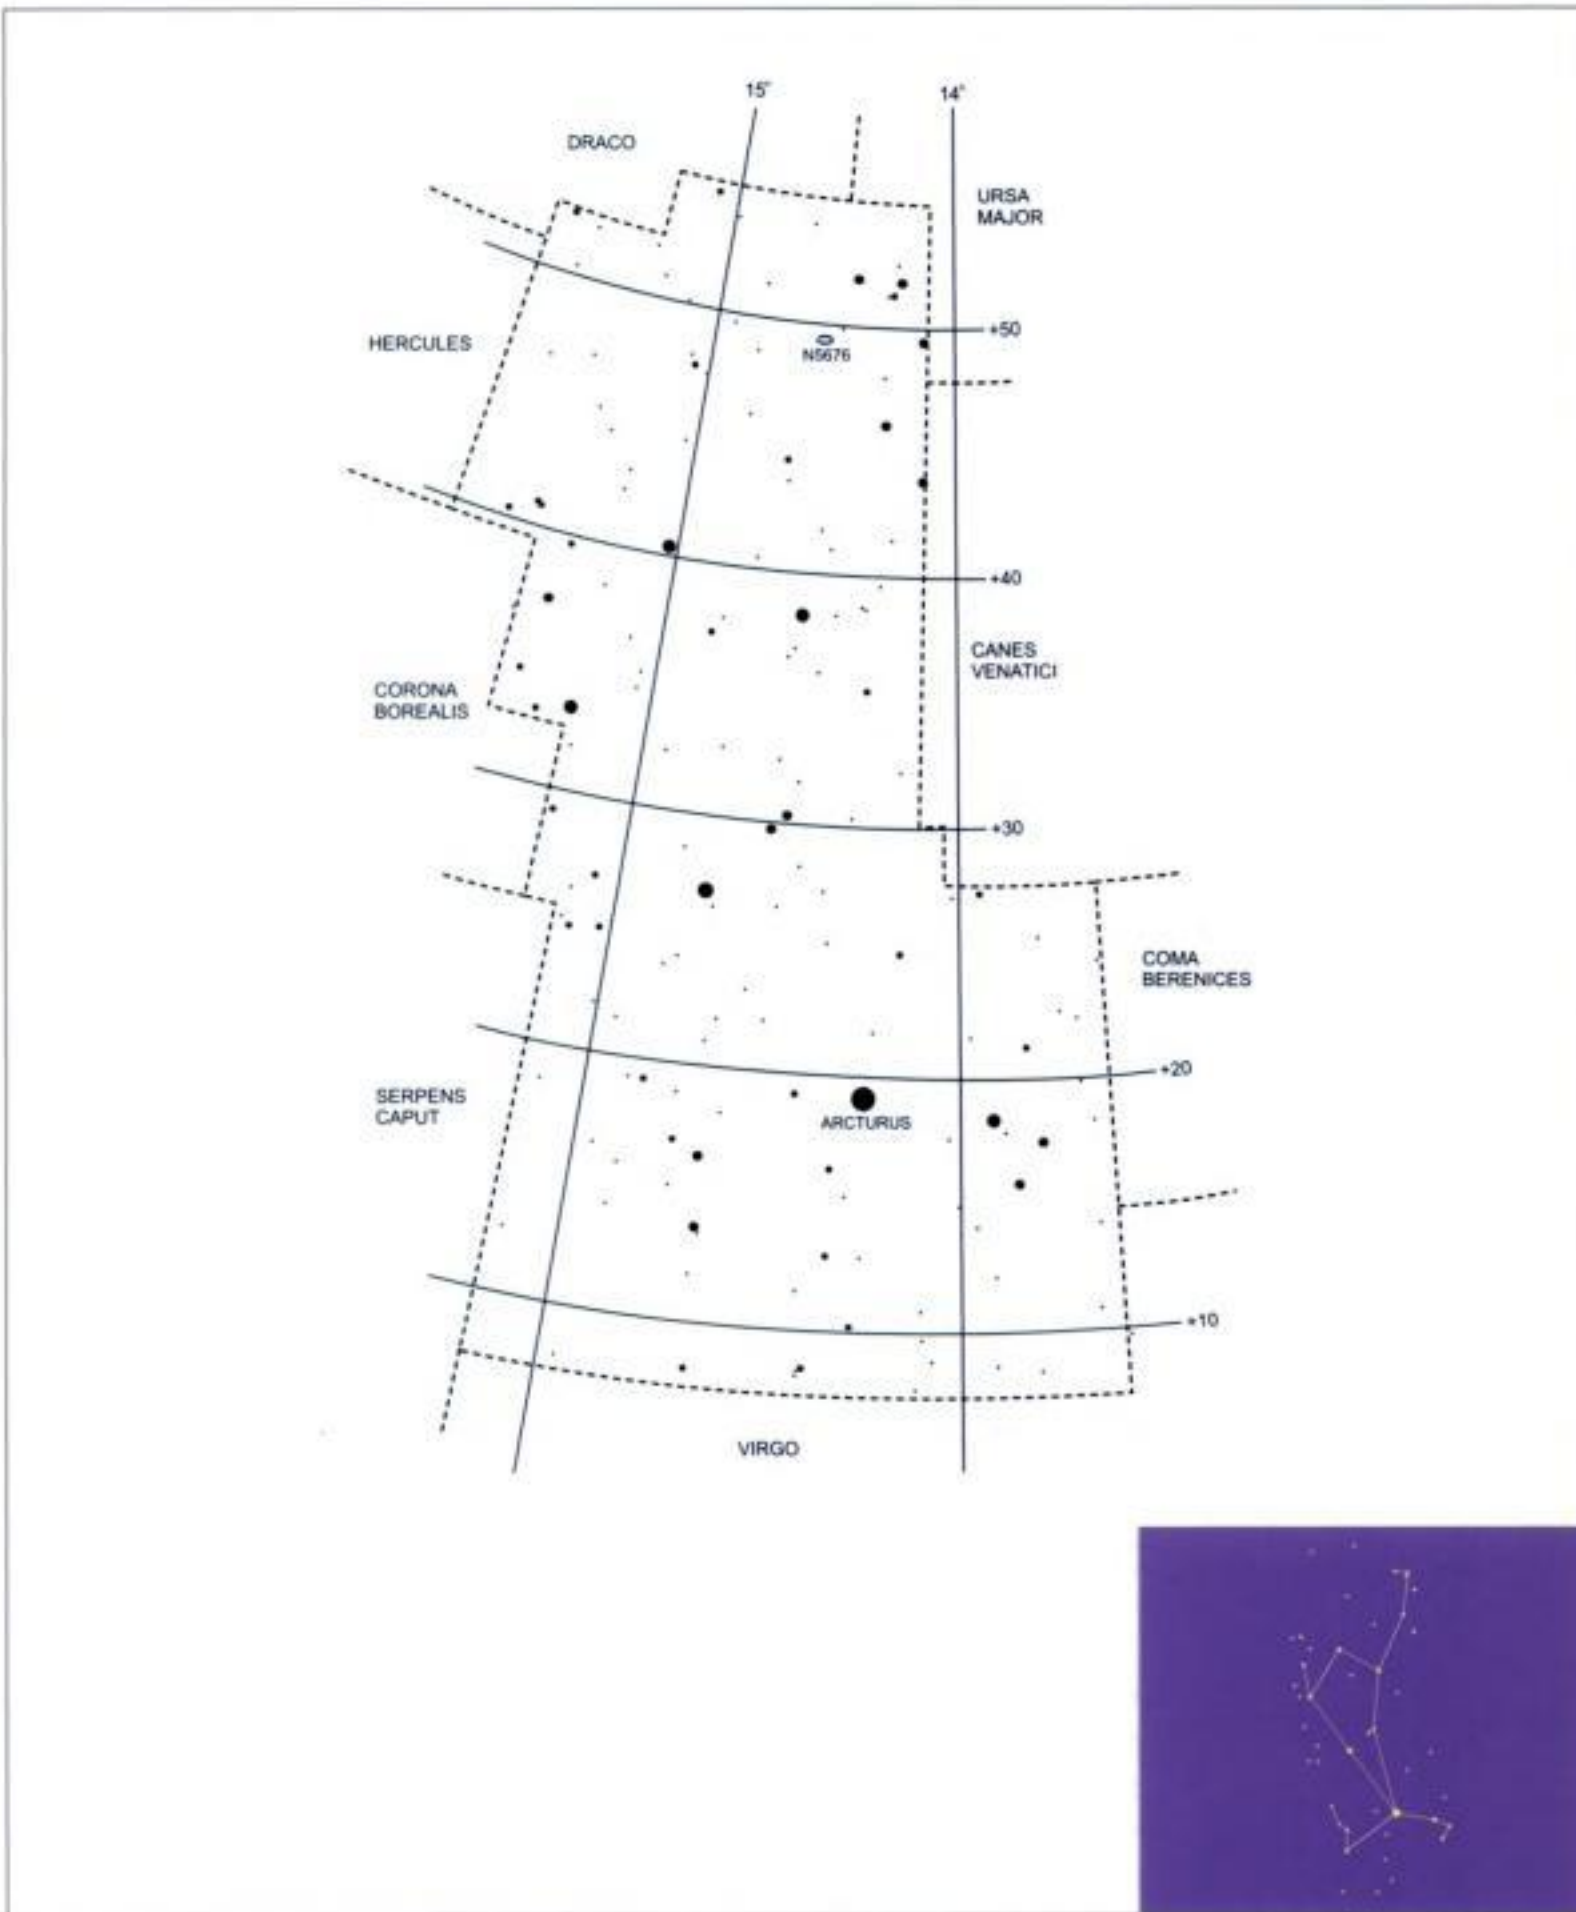 15ʰ
14ʰ
DRACO
URSA
MAJOR
+50
HERCULES
N5676
+40
CANES
VENATICI
CORONA
BOREALIS
+30
COMA
BERENICES
+20
SERPENS
CAPUT
ARCTURUS
+10
VIRGO